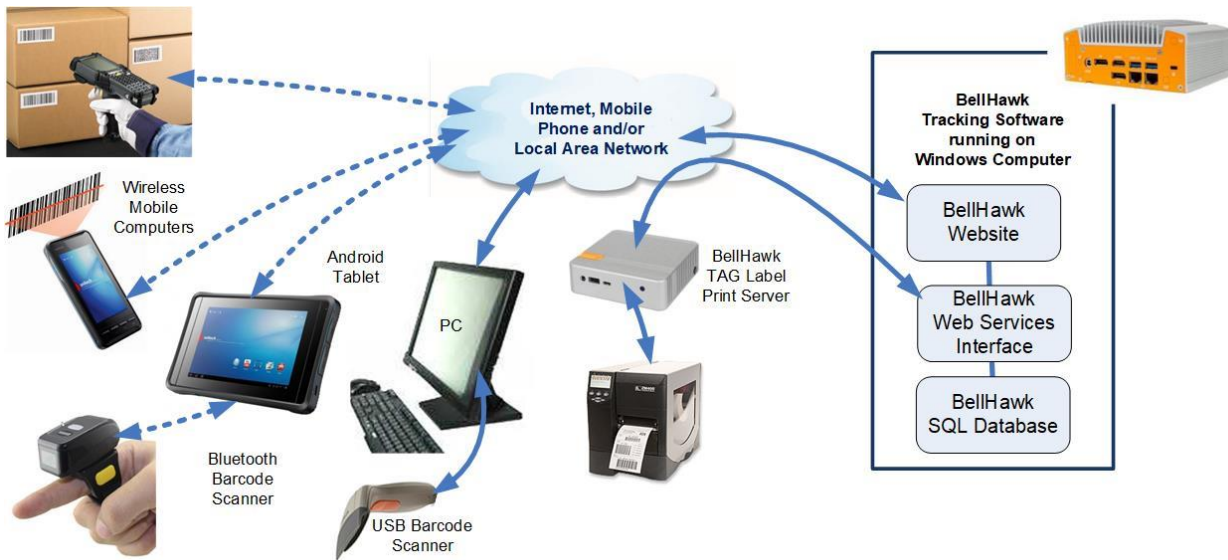 Internet, Mobile
Phone and/or
Local Area Network
BellHawk
Tracking Software
running on
Windows Computer
Wireless
Mobile
Computers
Android
Tablet
PC
BellHawk
TAG Label
Print Server
BellHawk
Website
BellHawk
Web Services
Interface
BellHawk
SQL Database
Bluetooth
Barcode
Scanner
USB Barcode
Scanner